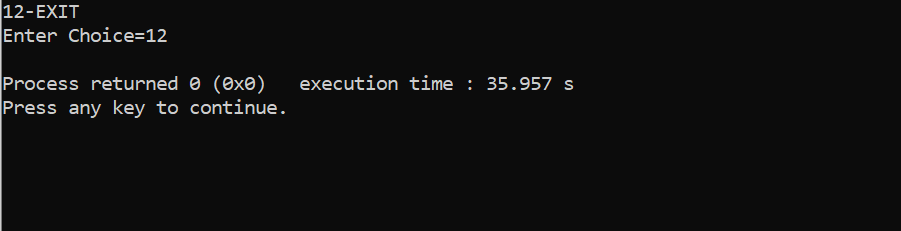 12-EXIT
Enter Choice=12
Process returned 0 (0x0)   execution time : 35.957 s
Press any key to continue.